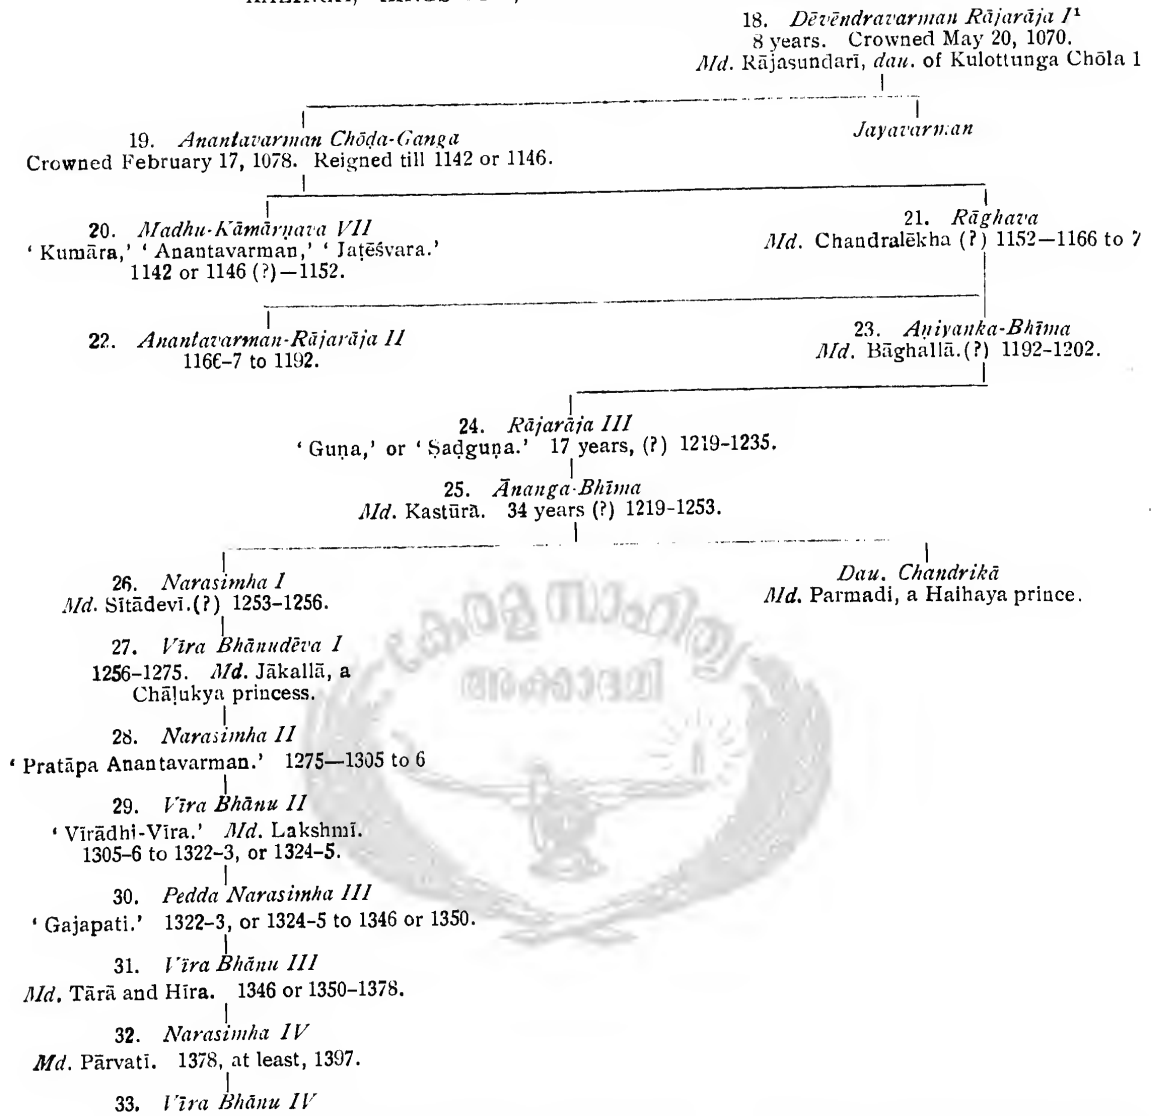 18. Dēvēndravarman Rājarāja I¹
8 years. Crowned May 20, 1070.
Md. Rājasundarī, dau. of Kulottunga Chōla 1
19. Anantavarman Chōḍa-Ganga
Crowned February 17, 1078. Reigned till 1142 or 1146.
Jayavarman
20. Madhu-Kāmārṇava VII
‘ Kumāra,’ ‘ Anantavarman,’ ‘ Jaṭēśvara.’
1142 or 1146 (?)—1152.
21. Rāghava
Md. Chandralēkha (?) 1152—1166 to 7
22. Anantavarman-Rājarāja II
1166-7 to 1192.
23. Aniyanka-Bhīma
Md. Bāghallā.(?) 1192-1202.
24. Rājarāja III
‘ Guṇa,’ or ‘ Ṣaḍguṇa.’ 17 years, (?) 1219-1235.
25. Ānanga-Bhīma
Md. Kastūrā. 34 years (?) 1219-1253.
26. Narasimha I
Md. Sītādevī.(?) 1253-1256.
Dau. Chandrikā
Md. Parmadi, a Haihaya prince.
27. Vīra Bhānudēva I
1256-1275. Md. Jākallā, a
Chāḷukya princess.
28. Narasimha II
‘ Pratāpa Anantavarman.’ 1275—1305 to 6
29. Vīra Bhānu II
‘ Vīrādhi-Vīra.’ Md. Lakshmī.
1305-6 to 1322-3, or 1324-5.
30. Pedda Narasimha III
‘ Gajapati.’ 1322-3, or 1324-5 to 1346 or 1350.
31. Vīra Bhānu III
Md. Tārā and Hīra. 1346 or 1350-1378.
32. Narasimha IV
Md. Pārvatī. 1378, at least, 1397.
33. Vīra Bhānu IV
കേരള സാഹിത്യ
അക്കാദമി